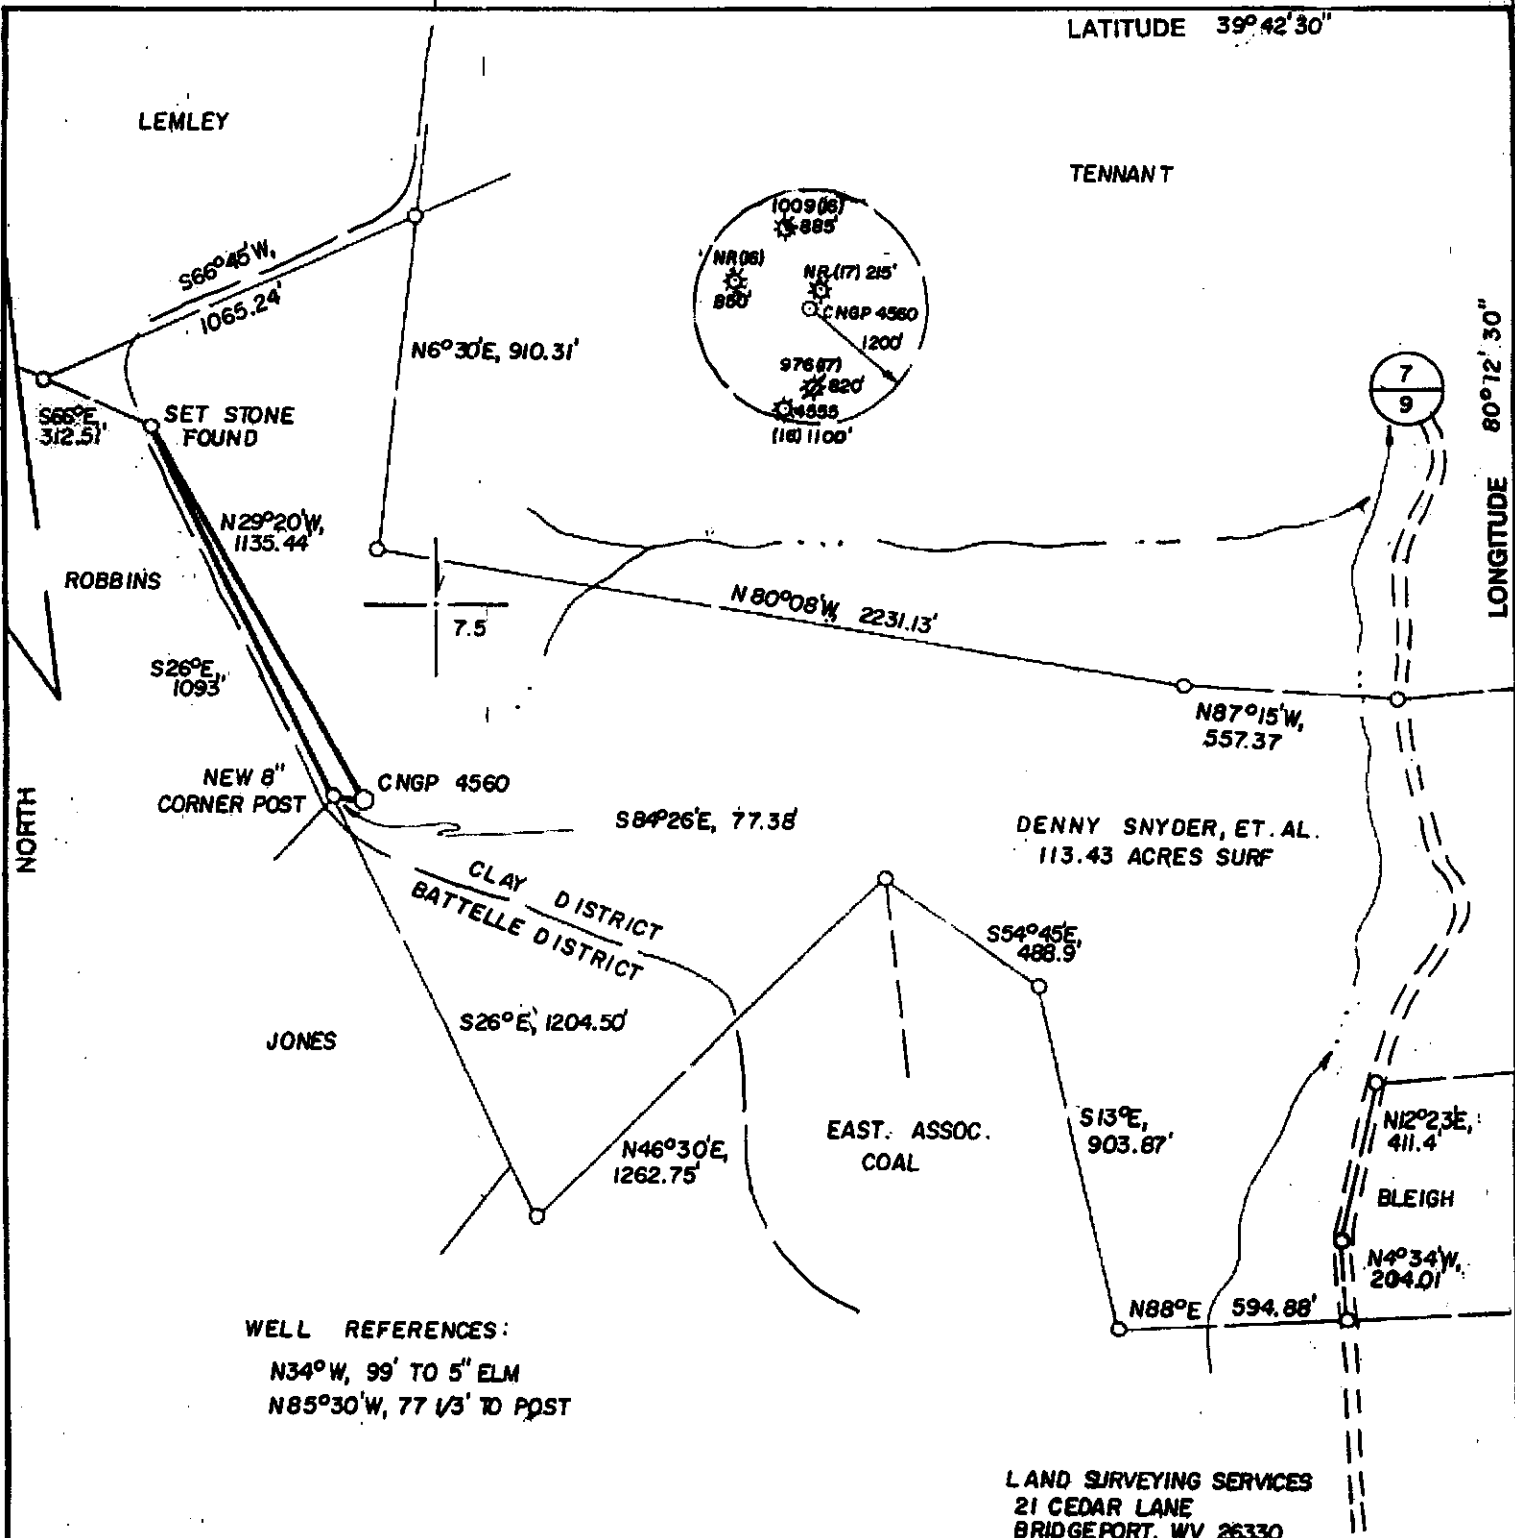 LATITUDE 39°42'30"
LEMLEY
TENNANT
S66°45'W,
1065.24'
1009(16)
885'
NR(16)
850'
NR(17) 215'
CNGP 4560
1200'
976(17)
820'
4555
(16) 1100'
N6°30'E, 910.31'
7
9
LONGITUDE 80°12'30"
S66°E,
312.51'
SET STONE
FOUND
N29°20'W,
1135.44'
ROBBINS
7.5'
N80°08'W, 2231.13'
S26°E,
1093'
N87°15'W,
557.37
NORTH
NEW 8"
CORNER POST
CNGP 4560
S84°26'E, 77.38'
DENNY SNYDER, ET. AL.
113.43 ACRES SURF
CLAY DISTRICT
BATTELLE DISTRICT
S54°45'E,
488.9'
S26°E, 1204.50'
JONES
N46°30'E,
1262.75'
EAST. ASSOC.
COAL
S13°E,
903.87'
N12°23'E,
411.4'
BLEIGH
N4°34'W,
204.01'
N88°E 594.88'
WELL REFERENCES:
N34°W, 99' TO 5" ELM
N85°30'W, 77 1/3' TO POST
LAND SURVEYING SERVICES
21 CEDAR LANE
BRIDGEPORT, WV 26330